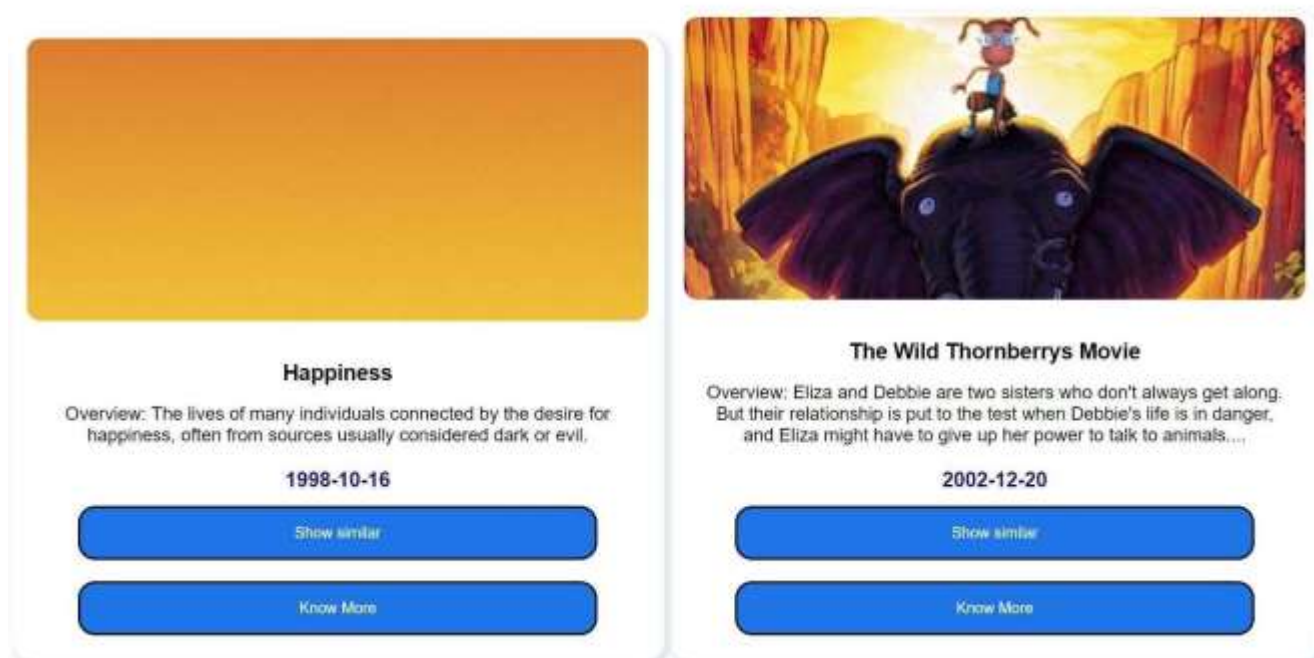 Happiness
Overview: The lives of many individuals connected by the desire for
happiness, often from sources usually considered dark or evil.
1998-10-16
Show similar
Know More
The Wild Thornberrys Movie
Overview: Eliza and Debbie are two sisters who don't always get along.
But their relationship is put to the test when Debbie's life is in danger,
and Eliza might have to give up her power to talk to animals....
2002-12-20
Show similar
Know More